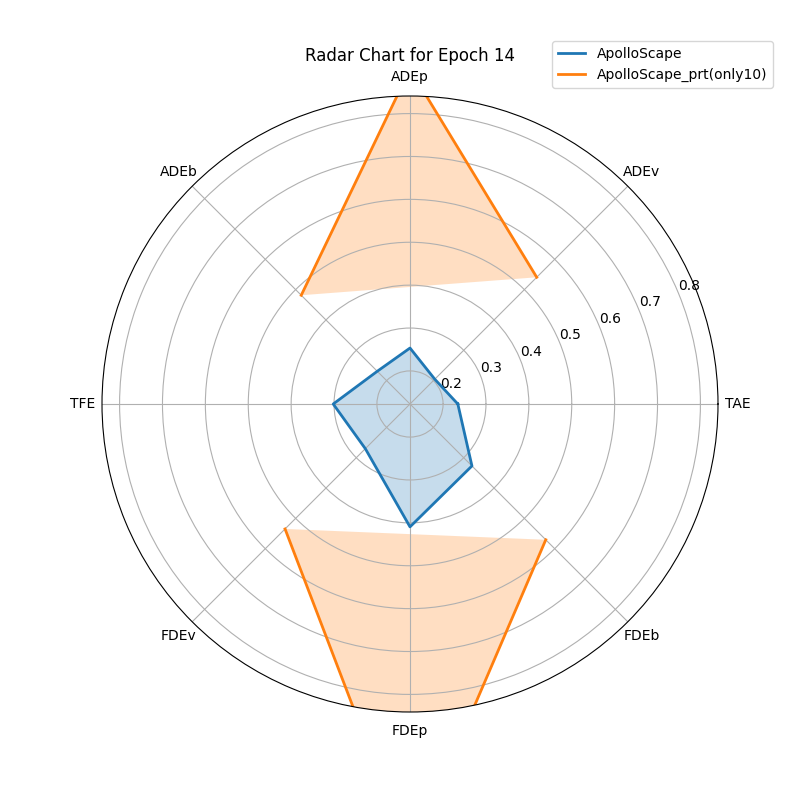 Radar Chart for Epoch 14
ApolloScape
ApolloScape_prt(only10)
ADEp
ADEb
ADEv
0.8
0.7
0.6
0.5
0.4
0.3
0.2
TFE
TAE
FDEv
FDEb
FDEp